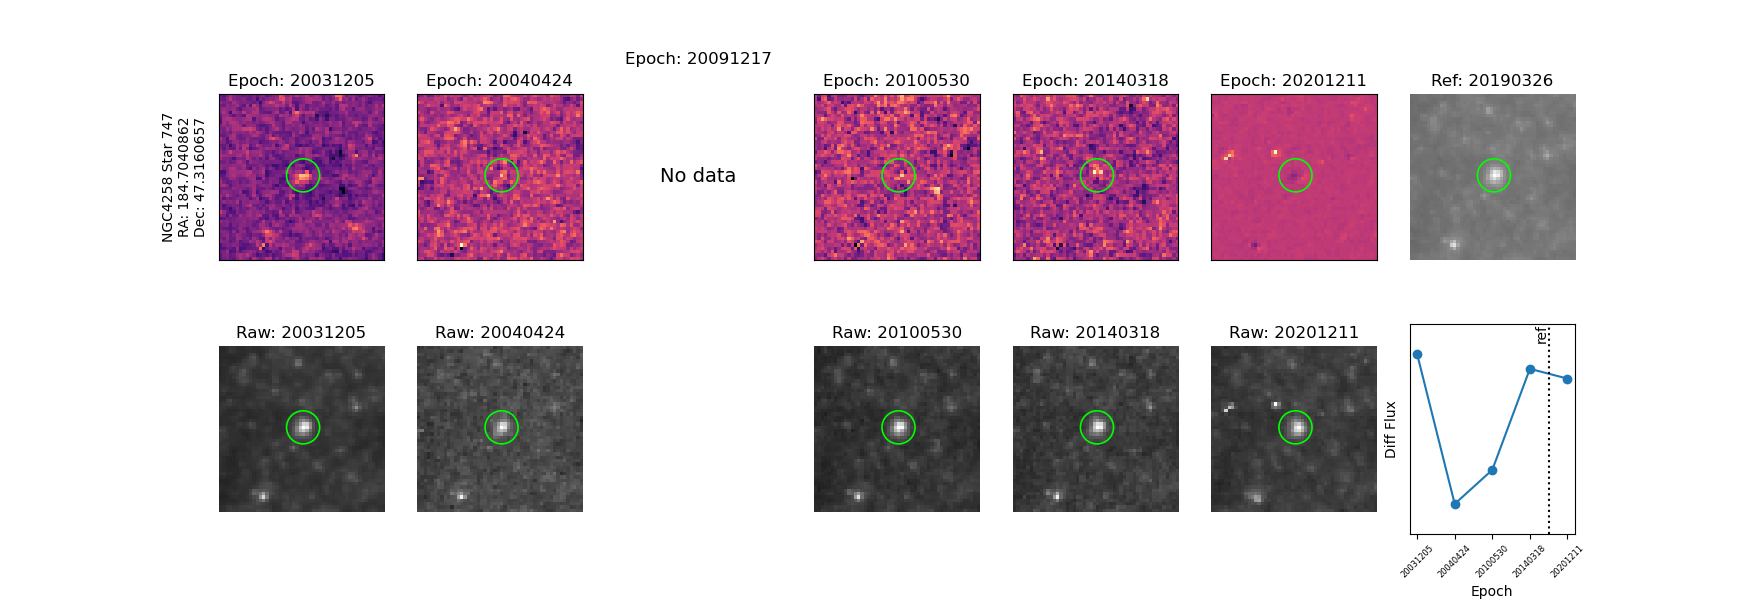 Epoch: 20091217
Epoch: 20031205
Epoch: 20040424
Epoch: 20100530
Epoch: 20140318
Epoch: 20201211
Ref: 20190326
NGC4258 Star 747
RA: 184.7040862
Dec: 47.3160657
No data
Raw: 20031205
Raw: 20040424
Raw: 20100530
Raw: 20140318
Raw: 20201211
ref
Diff Flux
20031205
20040424
20100530
20140318
20201211
Epoch